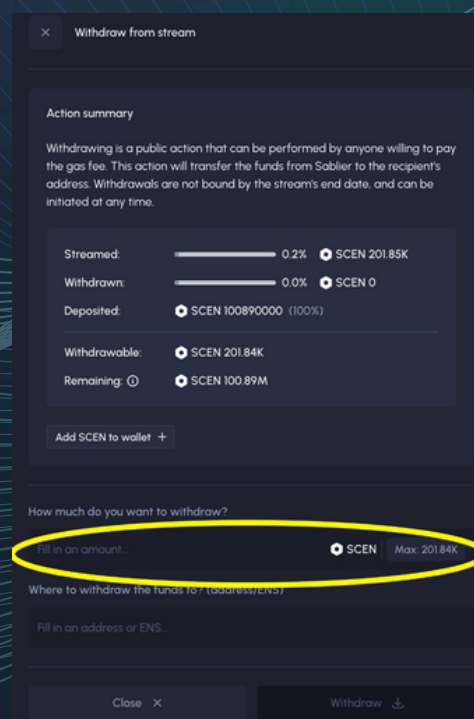 Withdraw from stream
Action summary
Withdrawing is a public action that can be performed by anyone willing to pay
the gas fee. This action will transfer the funds from Sablier to the recipient's
address. Withdrawals are not bound by the stream's end date, and can be
initiated at any time.
Streamed: 0.2% SCEN 201.85K
Withdrawn: 0.0% SCEN 0
Deposited: SCEN 100890000 (100%)
Withdrawable: SCEN 201.84K
Remaining: SCEN 100.89M
Add SCEN to wallet +
How much do you want to withdraw?
Fill in an amount... SCEN Max: 201.84K
Where to withdraw the funds to? (address/ENS)
Fill in an address or ENS...
Close Withdraw